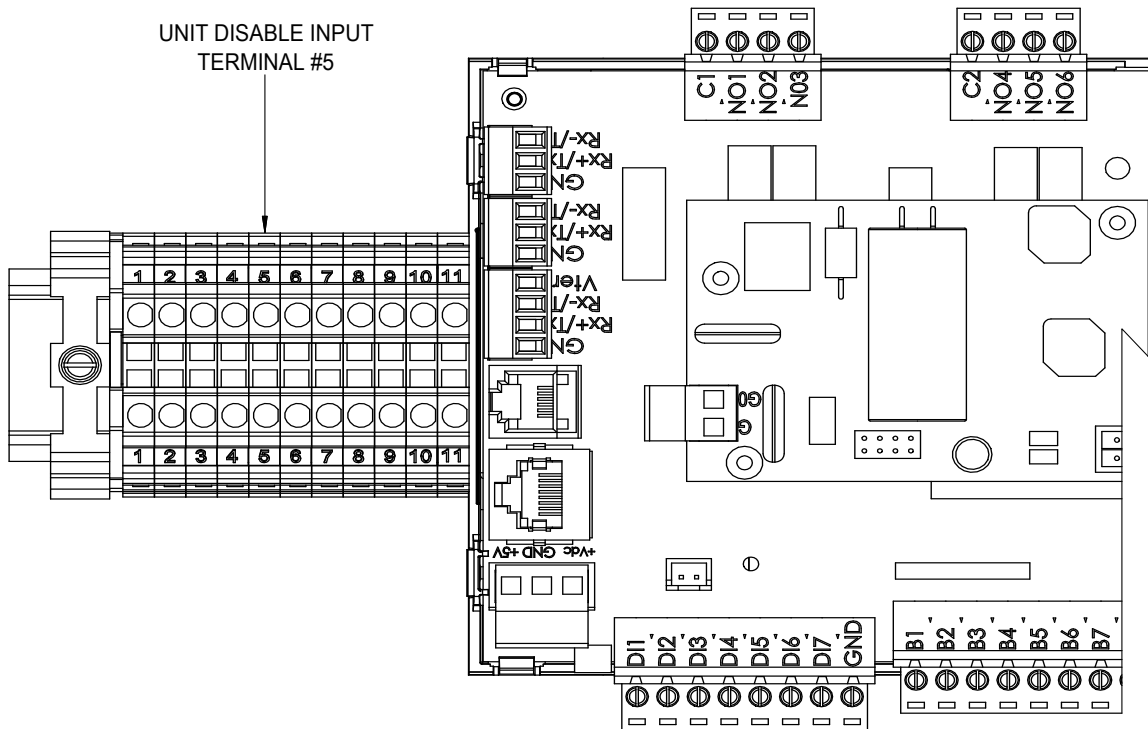 UNIT DISABLE INPUT
TERMINAL #5
C1
NO1
NO2
N03
C2
NO4
NO5
NO6
Rx-/T
Rx+/Tx
GN
Rx-/T
Rx+/Tx
GN
Vter
Rx-/T
Rx+/Tx
GN
1 2 3 4 5 6 7 8 9 10 11
1 2 3 4 5 6 7 8 9 10 11
G0
G
+Vdc GND +5V
DI1
DI2
DI3
DI4
DI5
DI6
DI7
GND
B1
B2
B3
B4
B5
B6
B7